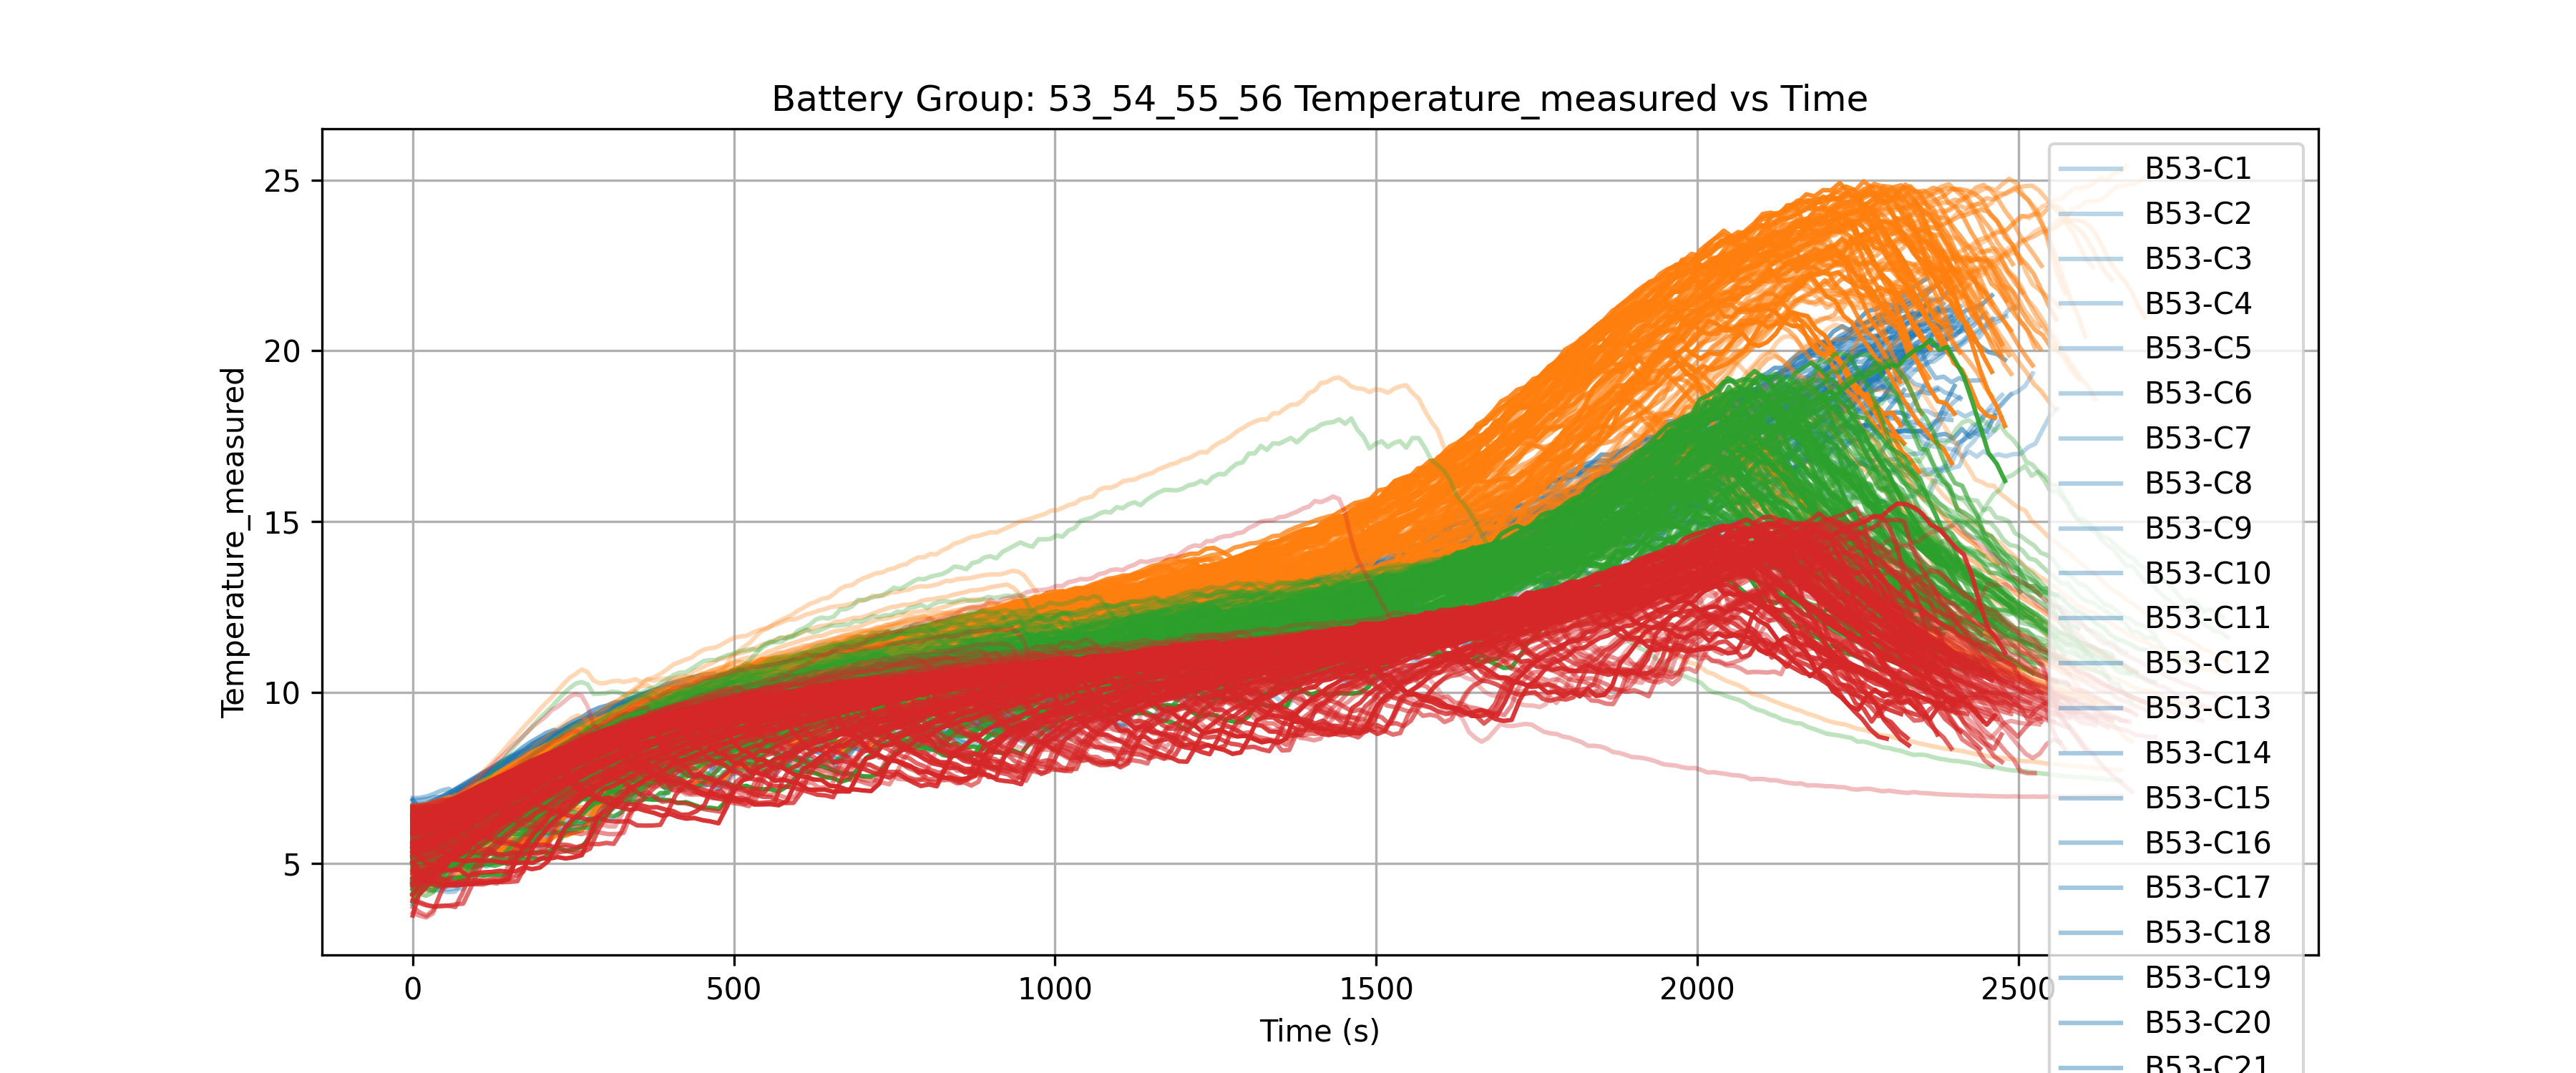 Battery Group: 53_54_55_56 Temperature_measured vs Time
Temperature_measured
25
20
15
10
5
0
500
1000
1500
2000
2500
Time (s)
B53-C1
B53-C2
B53-C3
B53-C4
B53-C5
B53-C6
B53-C7
B53-C8
B53-C9
B53-C10
B53-C11
B53-C12
B53-C13
B53-C14
B53-C15
B53-C16
B53-C17
B53-C18
B53-C19
B53-C20
B53-C21